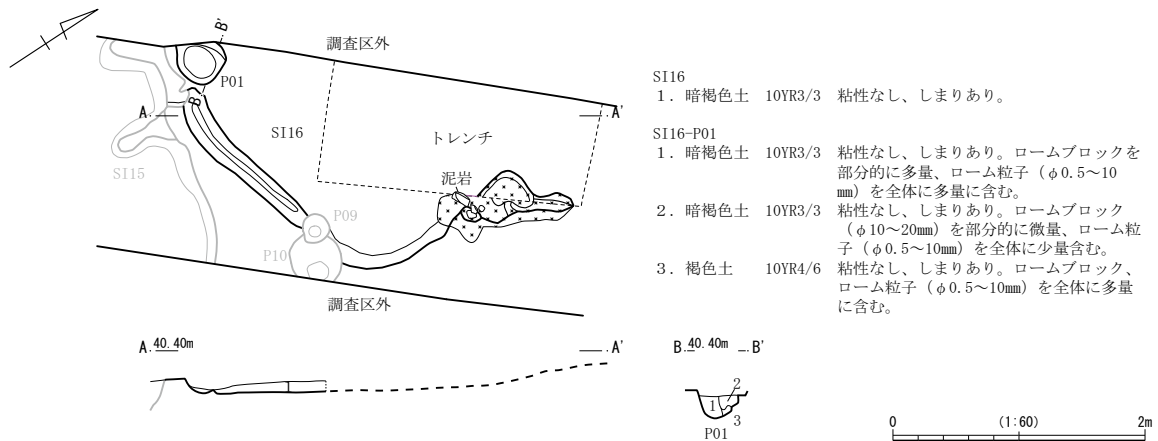 B'
調査区外
P01
B
A
A'
SI16
トレンチ
SI15
泥岩
P09
P10
調査区外
SI16
1. 暗褐色土 10YR3/3 粘性なし、しまりあり。
SI16-P01
1. 暗褐色土 10YR3/3 粘性なし、しまりあり。ロームブロックを
部分的に多量、ローム粒子(φ0.5～10
㎜)を全体に多量に含む。
2. 暗褐色土 10YR3/3 粘性なし、しまりあり。ロームブロック
(φ10～20㎜)を部分的に微量、ローム粒
子(φ0.5～10㎜)を全体に少量含む。
3. 褐色土 10YR4/6 粘性なし、しまりあり。ロームブロック、
ローム粒子(φ0.5～10㎜)を全体に多量
に含む。
A 40.40m A'
B 40.40m B'
2
1
3
P01
0 (1:60) 2m